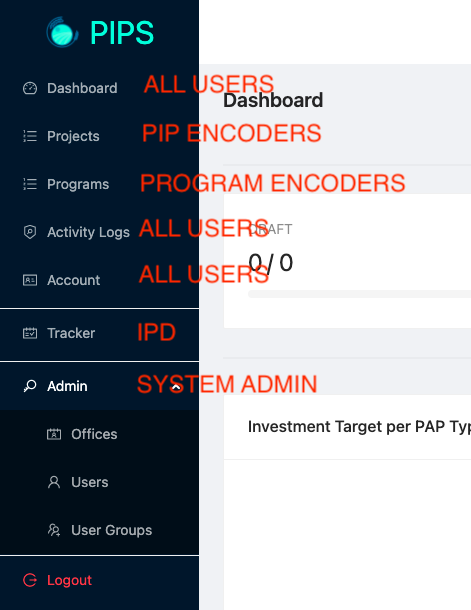 PIPS
Dashboard ALL USERS
Dashboard
Projects PIP ENCODERS
Programs PROGRAM ENCODERS
Activity Logs ALL USERS
DRAFT
0 / 0
Account ALL USERS
Tracker IPD
Admin SYSTEM ADMIN
Investment Target per PAP Typ
Offices
Users
User Groups
Logout